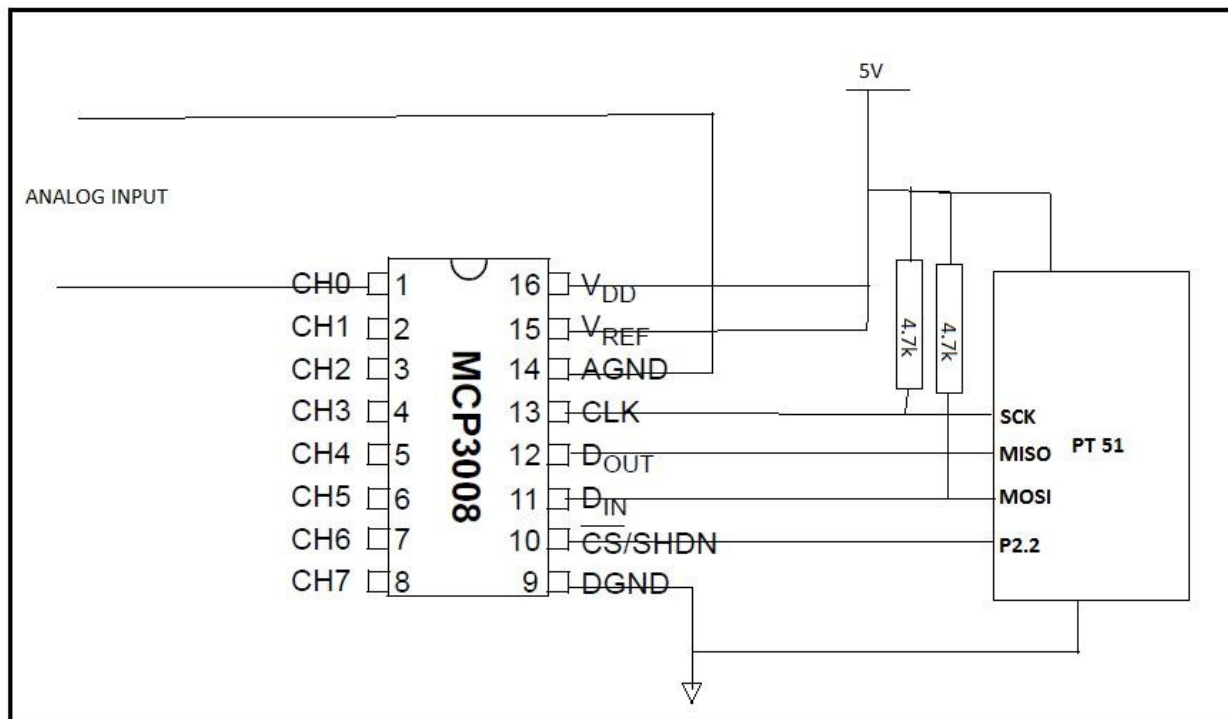 5V
ANALOG INPUT
CH0 1 16 VDD
CH1 2 15 VREF
CH2 3 14 AGND
CH3 4 13 CLK
CH4 5 12 DOUT
CH5 6 11 DIN
CH6 7 10 CS/SHDN
CH7 8 9 DGND
MCP3008
4.7k
4.7k
SCK
MISO
PT 51
MOSI
P2.2